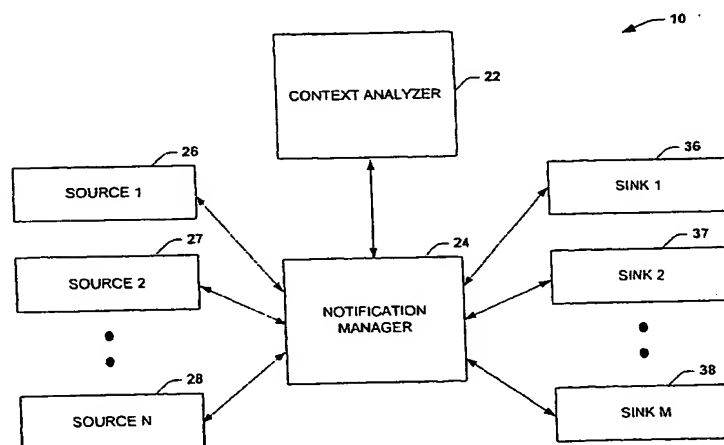 10
CONTEXT ANALYZER
22
26
SOURCE 1
36
SINK 1
27
SOURCE 2
24
NOTIFICATION
MANAGER
37
SINK 2
28
SOURCE N
38
SINK M